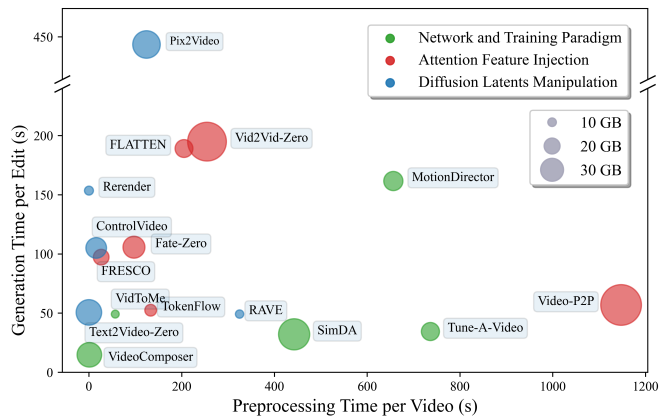 450
Pix2Video
Network and Training Paradigm
Attention Feature Injection
Diffusion Latents Manipulation
200
FLATTEN
Vid2Vid-Zero
10 GB
20 GB
30 GB
150
Rerender
MotionDirector
ControlVideo
100
Fate-Zero
FRESCO
50
VidToMe
TokenFlow
RAVE
Video-P2P
Text2Video-Zero
SimDA
Tune-A-Video
VideoComposer
0
0 200 400 600 800 1000 1200
Preprocessing Time per Video (s)
Generation Time per Edit (s)